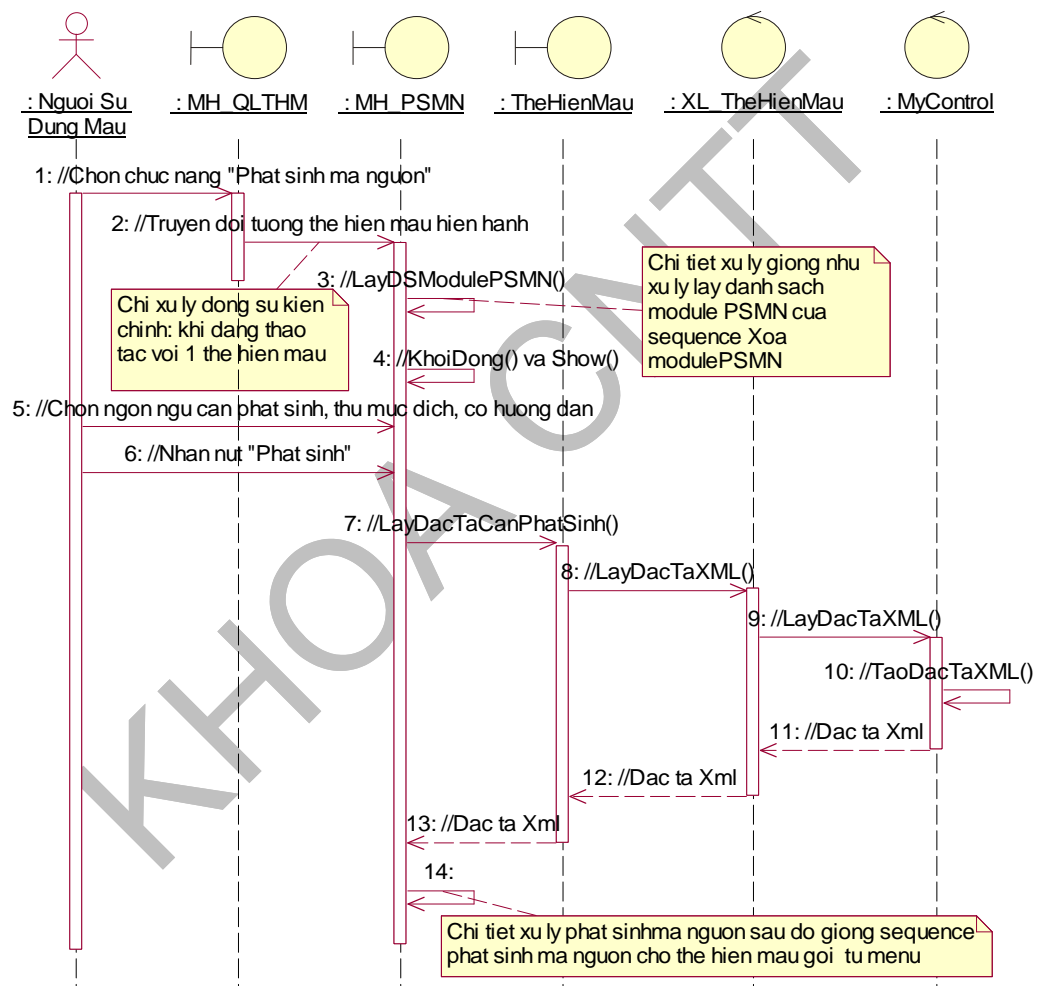 : Nguoi Su
Dung Mau
: MH_QLTHM
: MH_PSMN
: TheHienMau
: XL_TheHienMau
: MyControl
1: //Chon chuc nang "Phat sinh ma nguon"
2: //Truyen doi tuong the hien mau hien hanh
3: //LayDSModulePSMN()
Chi tiet xu ly giong nhu
xu ly lay danh sach
module PSMN cua
sequence Xoa
modulePSMN
Chi xu ly dong su kien
chinh: khi dang thao
tac voi 1 the hien mau
4: //KhoiDong() va Show()
5: //Chon ngon ngu can phat sinh, thu muc dich, co huong dan
6: //Nhan nut "Phat sinh"
7: //LayDacTaCanPhatSinh()
8: //LayDacTaXML()
9: //LayDacTaXML()
10: //TaoDacTaXML()
11: //Dac ta Xml
12: //Dac ta Xml
13: //Dac ta Xml
14:
Chi tiet xu ly phat sinhma nguon sau do giong sequence
phat sinh ma nguon cho the hien mau goi tu menu
KHOA CNTT